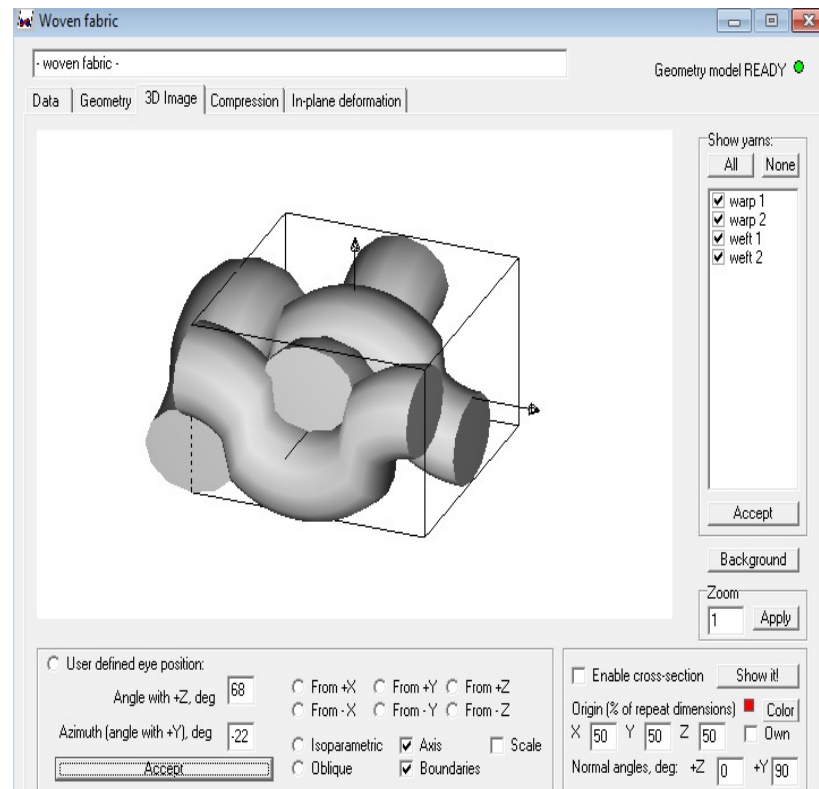 Woven fabric
- woven fabric -
Geometry model READY
Data Geometry 3D Image Compression In-plane deformation
Show yarns:
All None
warp 1
warp 2
weft 1
weft 2
Accept
Background
Zoom
1 Apply
User defined eye position:
Angle with +Z, deg 68
Azimuth (angle with +Y), deg -22
Accept
From +X From +Y From +Z
From - X From - Y From - Z
Isoparametric Axis Scale
Oblique Boundaries
Enable cross-section Show it!
Origin (% of repeat dimensions) Color
X 50 Y 50 Z 50 Own
Normal angles, deg: +Z 0 +Y 90